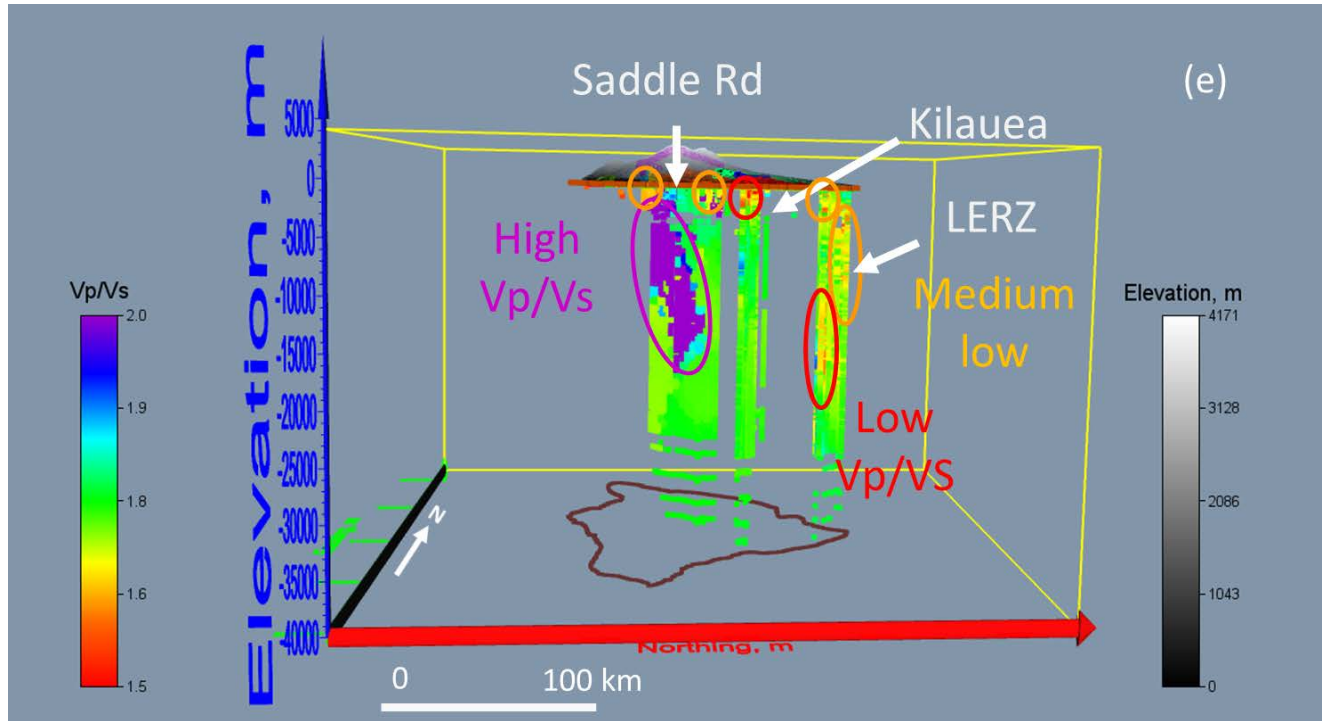 (e)
Saddle Rd
Kilauea
High
Vp/Vs
LERZ
Medium
low
Low
Vp/VS
Elevation, m
5000
0
-5000
-10000
-15000
-20000
-25000
-30000
-35000
-40000
Vp/Vs
2.0
1.9
1.8
1.6
1.5
Elevation, m
4171
3128
2086
1043
0
N
Northing, m
0 100 km